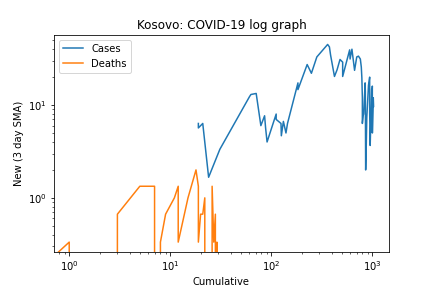 Kosovo: COVID-19 log graph
Cases
Deaths
New (3 day SMA)
10¹
10⁰
10⁰ 10¹ 10² 10³
Cumulative